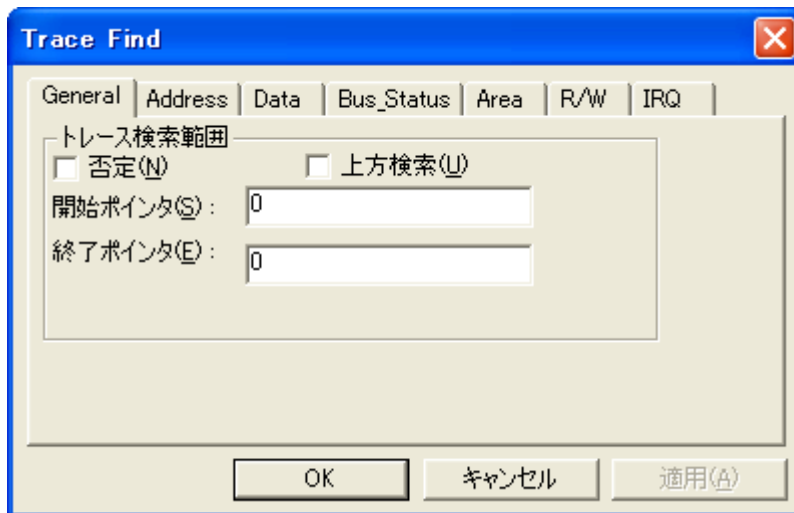 Trace Find
General Address Data Bus_Status Area R/W IRQ
トレース検索範囲
否定(N) 上方検索(U)
開始ポインタ(S): 0
終了ポインタ(E): 0
OK キャンセル 適用(A)